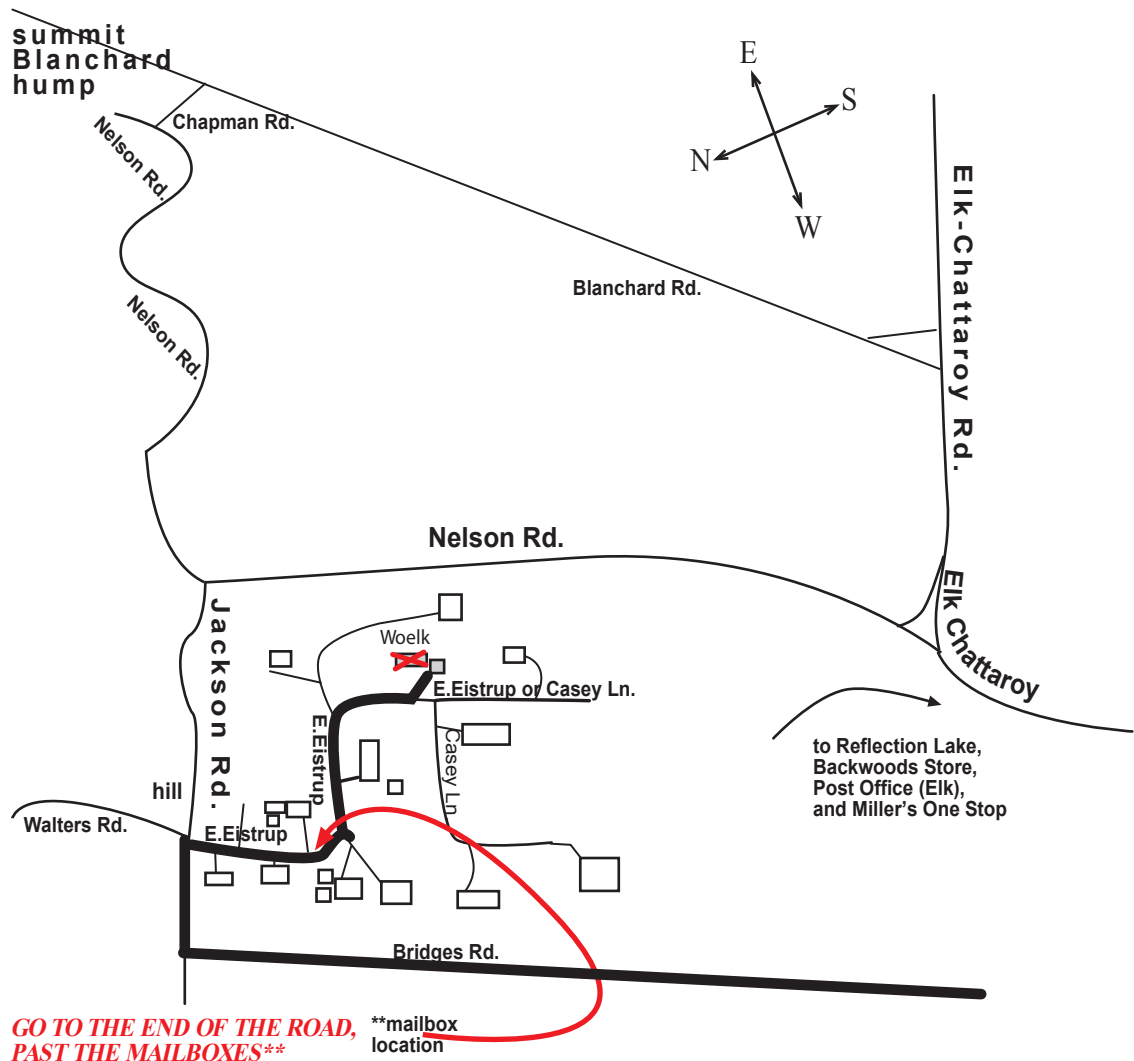 summit
Blanchard
hump
Chapman Rd.
Nelson Rd.
E
S
N
W
Elk-Chattaroy Rd.
Blanchard Rd.
Nelson Rd.
Nelson Rd.
Elk Chattaroy
Jackson Rd.
Woelk
E.Eistrup or Casey Ln.
E.Eistrup
Casey Ln
to Reflection Lake,
Backwoods Store,
Post Office (Elk),
and Miller's One Stop
hill
Walters Rd.
E.Eistrup
Bridges Rd.
GO TO THE END OF THE ROAD,
PAST THE MAILBOXES**
**mailbox
location